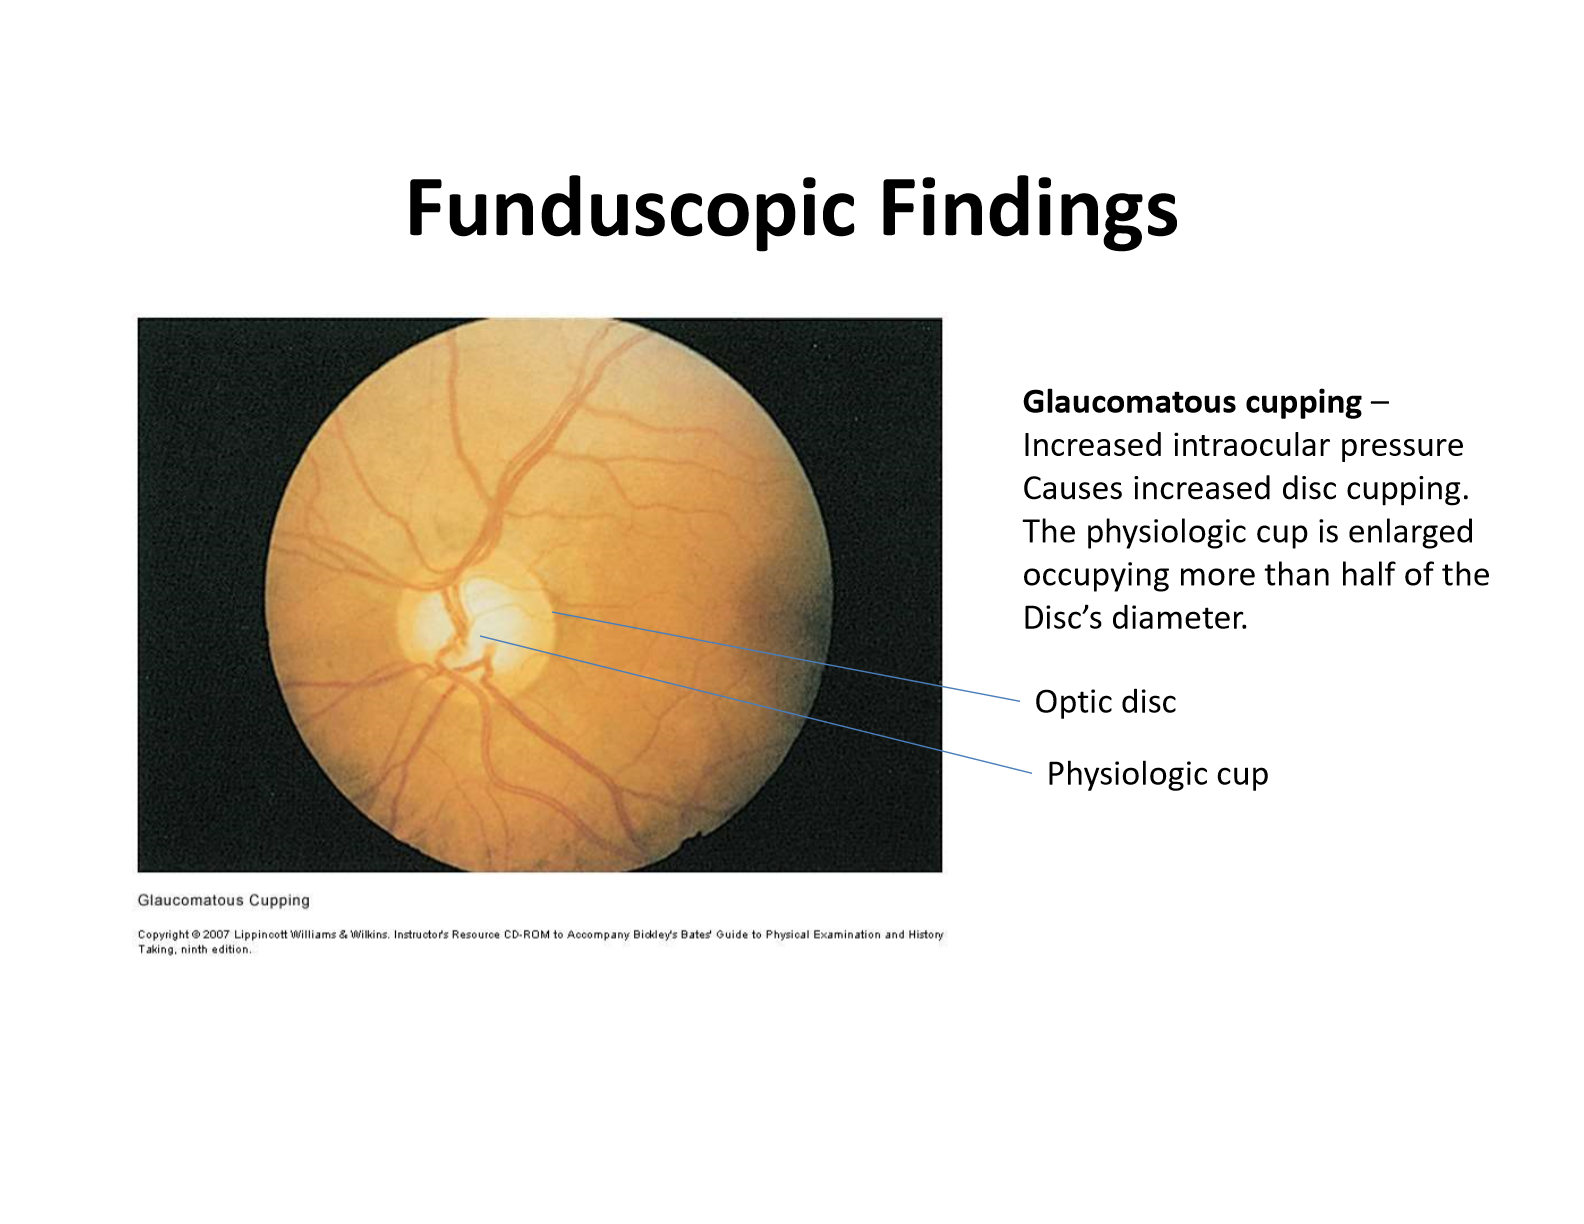 Funduscopic Findings
Glaucomatous cupping –
Increased intraocular pressure
Causes increased disc cupping.
The physiologic cup is enlarged
occupying more than half of the
Disc’s diameter.
Optic disc
Physiologic cup
Glaucomatous Cupping
Copyright © 2007 Lippincott Williams & Wilkins. Instructor's Resource CD-ROM to Accompany Bickley's Bates' Guide to Physical Examination and History
Taking, ninth edition.